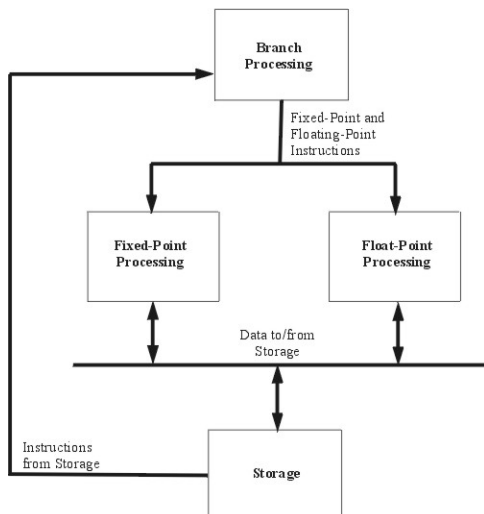 Branch
Processing
Fixed-Point and
Floating-Point
Instructions
Fixed-Point
Processing
Float-Point
Processing
Data to/from
Storage
Instructions
from Storage
Storage